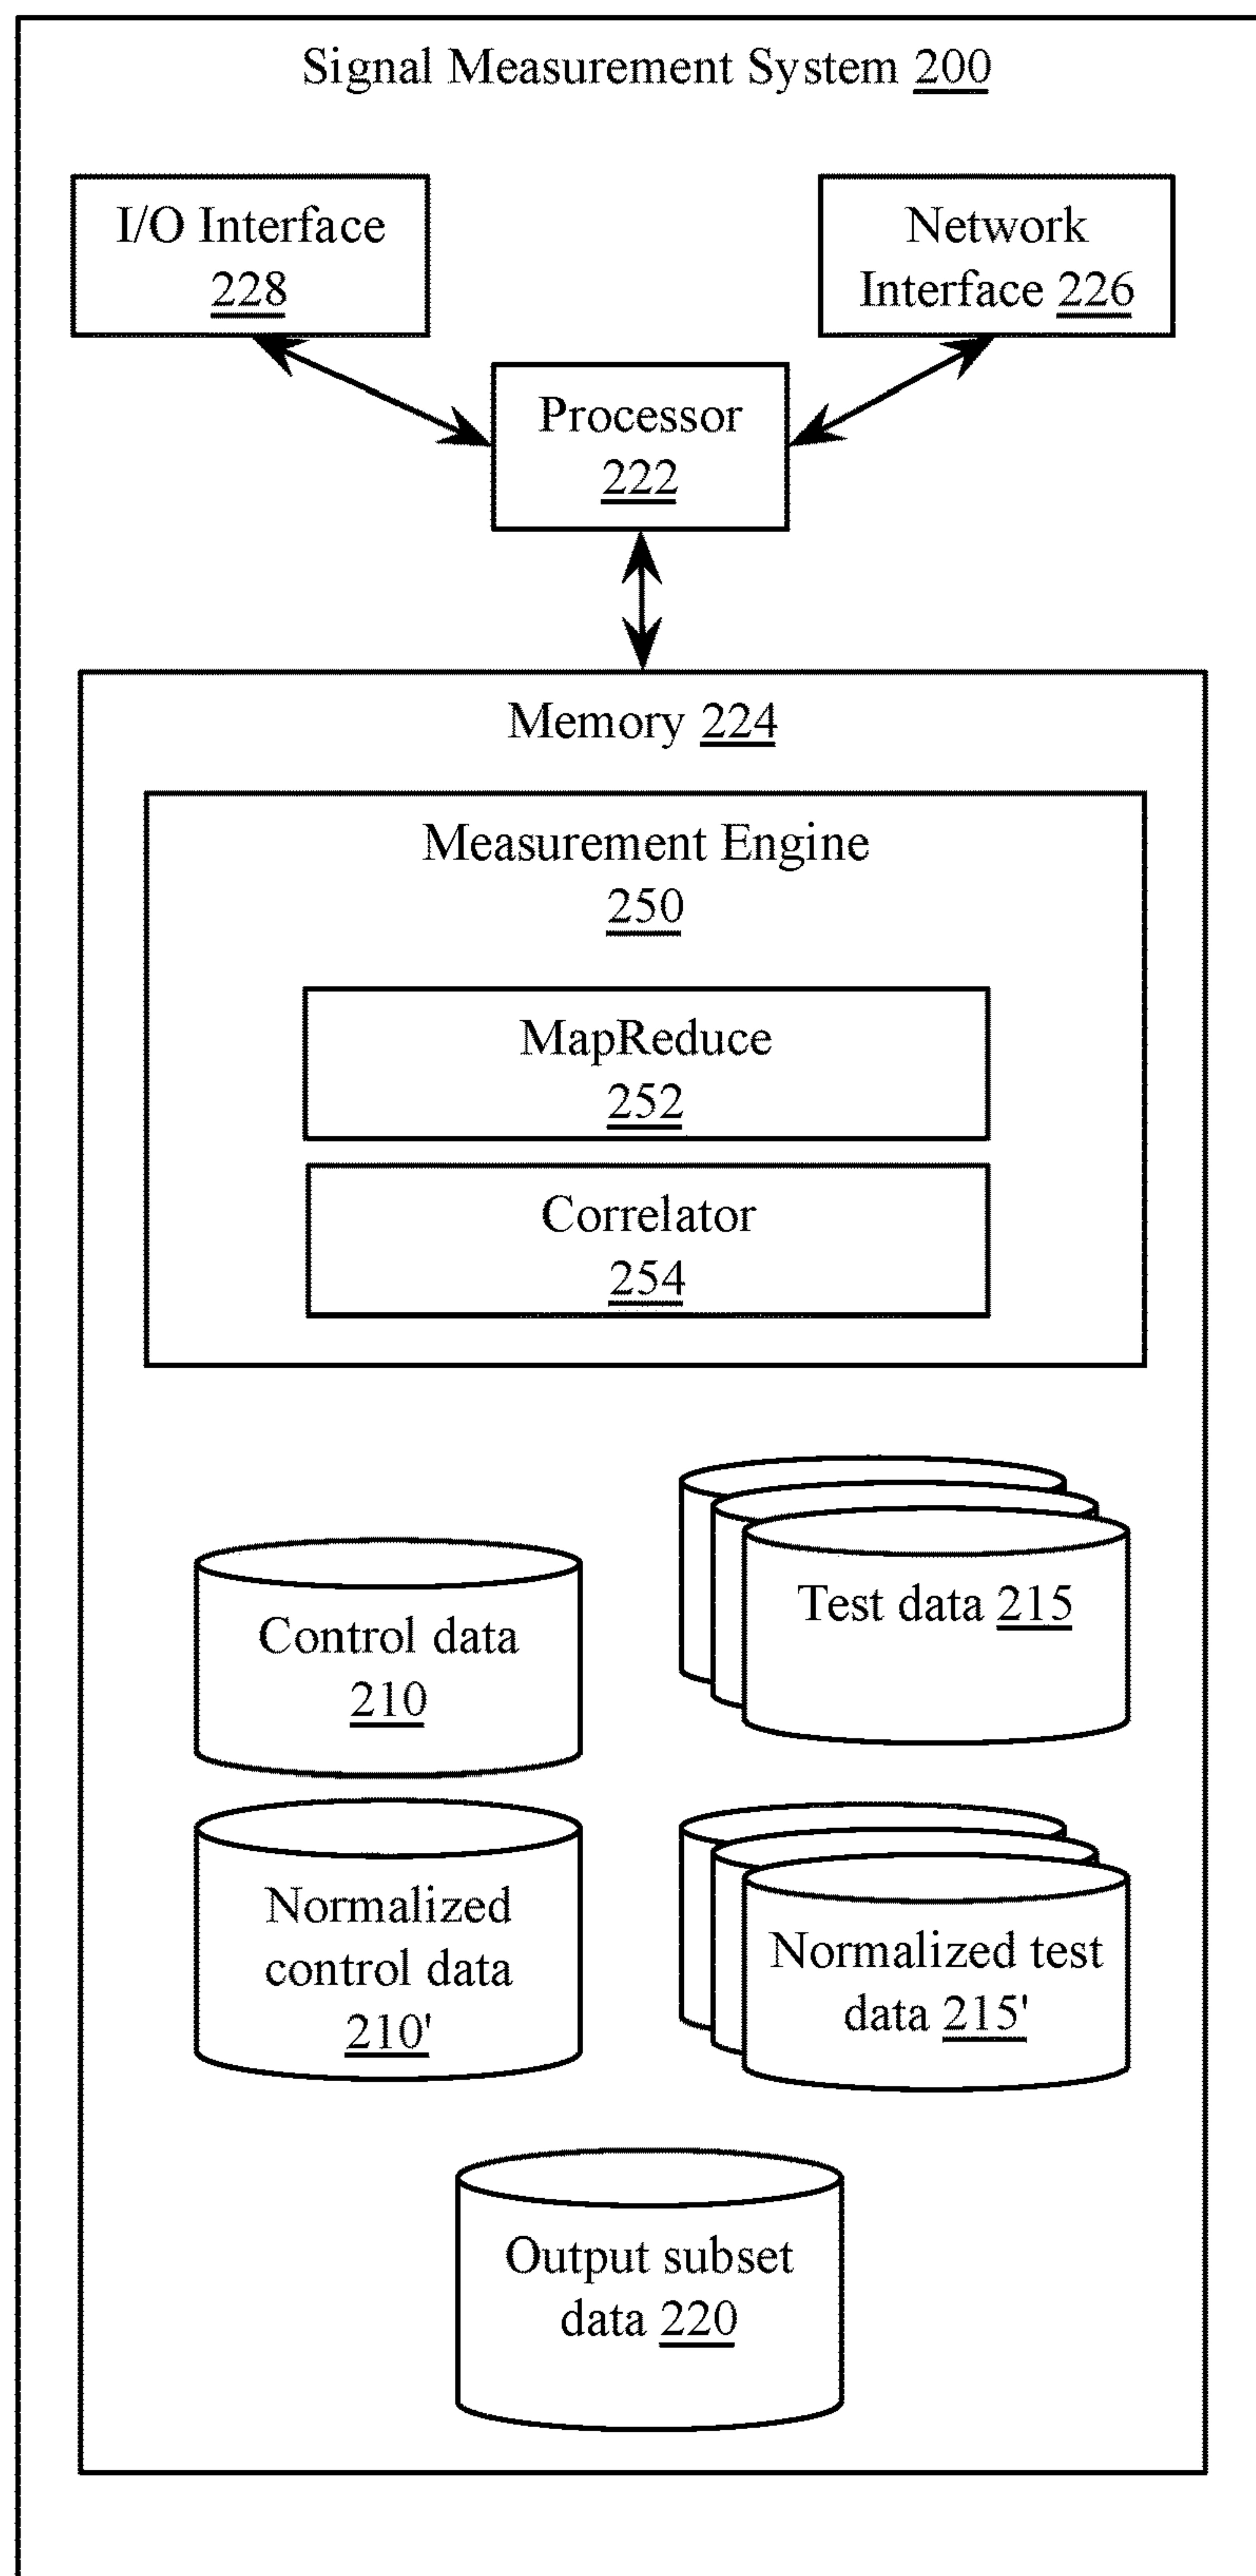 Signal Measurement System 200
I/O Interface
228
Network
Interface 226
Processor
222
Memory 224
Measurement Engine
250
MapReduce
252
Correlator
254
Test data 215
Control data
210
Normalized
control data
210'
Normalized test
data 215'
Output subset
data 220